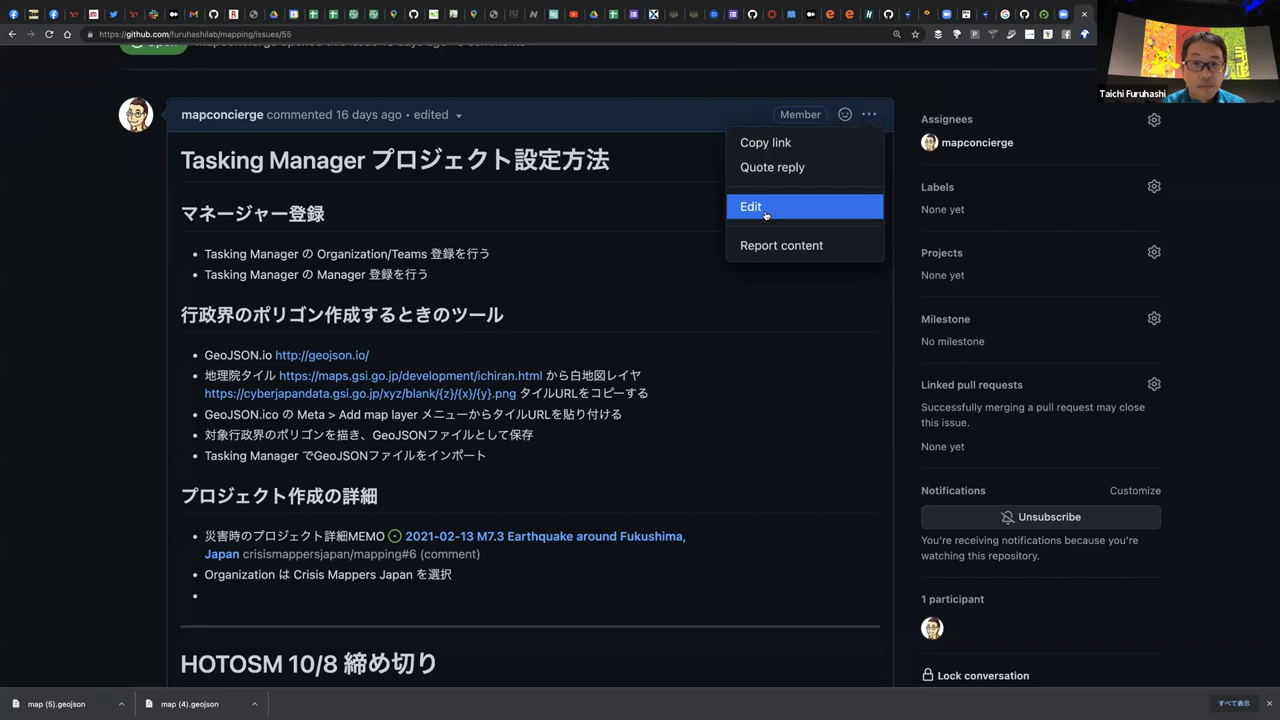 https://github.com/furuhashilab/mapping/issues/55
Taichi Furuhashi
mapconcierge commented 16 days ago • edited
Member
Copy link
Quote reply
Edit
Report content
Tasking Manager プロジェクト設定方法
マネージャー登録
Tasking Manager の Organization/Teams 登録を行う
Tasking Manager の Manager 登録を行う
行政界のポリゴン作成するときのツール
GeoJSON.io http://geojson.io/
地理院タイル https://maps.gsi.go.jp/development/ichiran.html から白地図レイヤ
https://cyberjapandata.gsi.go.jp/xyz/blank/{z}/{x}/{y}.png タイルURLをコピーする
GeoJSON.ico の Meta > Add map layer メニューからタイルURLを貼り付ける
対象行政界のポリゴンを描き、GeoJSONファイルとして保存
Tasking Manager でGeoJSONファイルをインポート
プロジェクト作成の詳細
災害時のプロジェクト詳細MEMO 2021-02-13 M7.3 Earthquake around Fukushima,
Japan crisismappersjapan/mapping#6 (comment)
Organization は Crisis Mappers Japan を選択
HOTOSM 10/8 締め切り
Assignees
mapconcierge
Labels
None yet
Projects
None yet
Milestone
No milestone
Linked pull requests
Successfully merging a pull request may close
this issue.
None yet
Notifications
Customize
Unsubscribe
You're receiving notifications because you're
watching this repository.
1 participant
Lock conversation
map (5).geojson
map (4).geojson
すべて表示